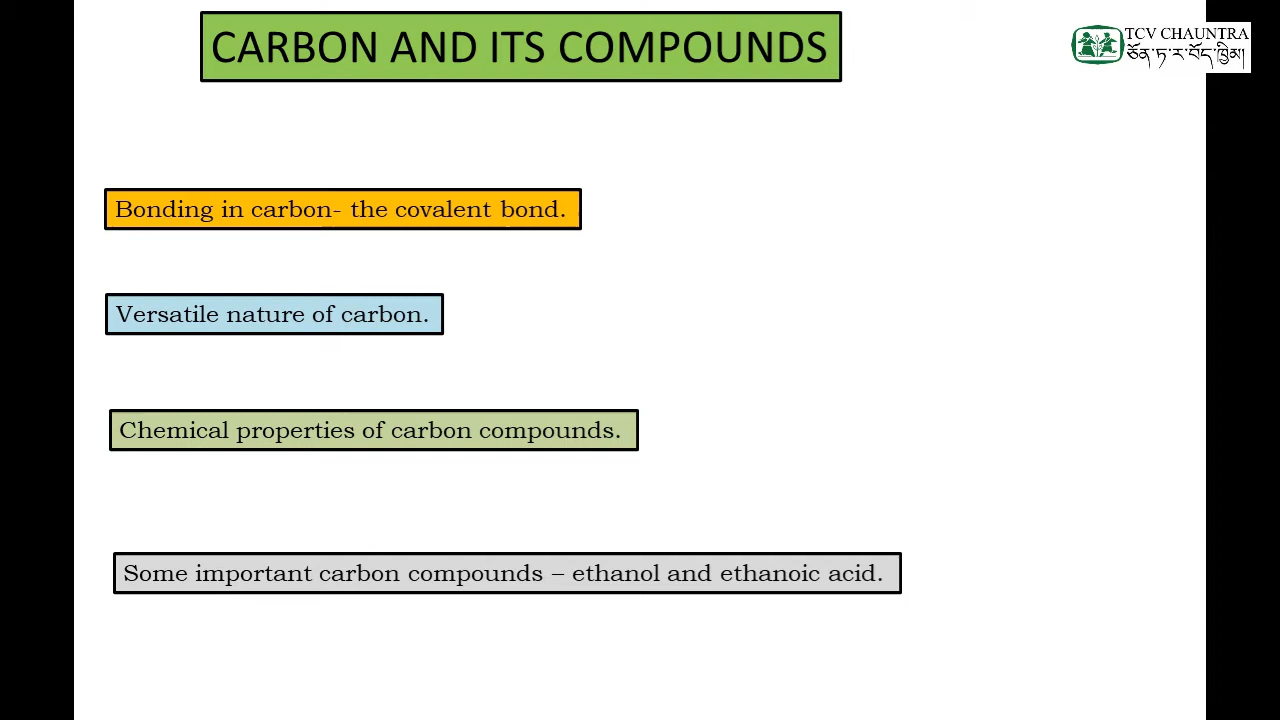 CARBON AND ITS COMPOUNDS
TCV CHAUNTRA
ཅོན་ཏ་ར་བོད་ཁྱིམ།
Bonding in carbon- the covalent bond.
Versatile nature of carbon.
Chemical properties of carbon compounds.
Some important carbon compounds – ethanol and ethanoic acid.